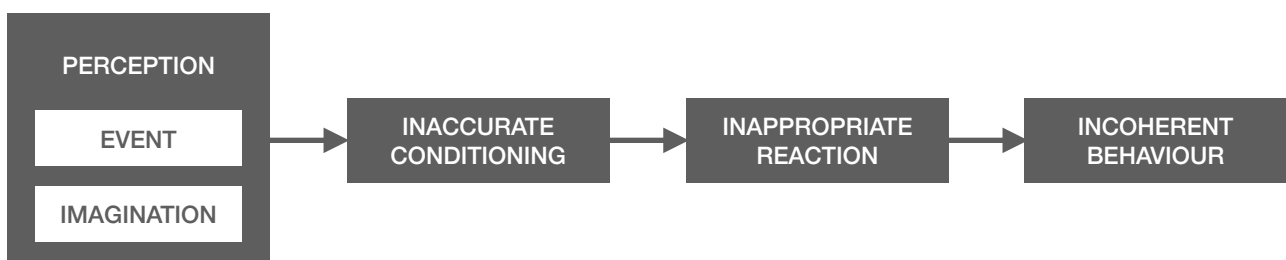 PERCEPTION
EVENT
IMAGINATION
INACCURATE
CONDITIONING
INAPPROPRIATE
REACTION
INCOHERENT
BEHAVIOUR